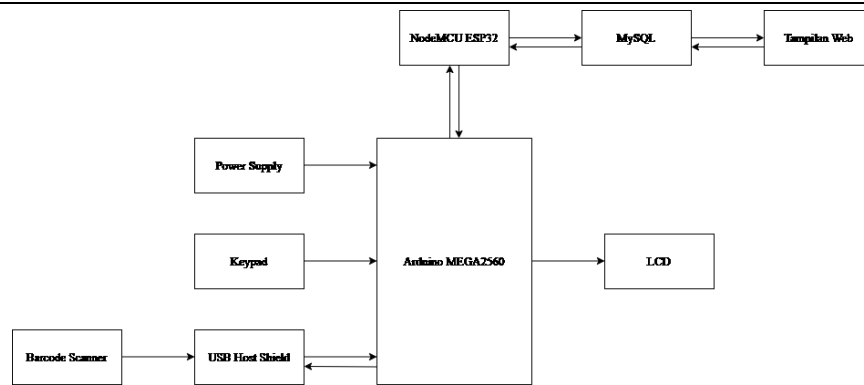 NodeMCU ESP32
MySQL
Tampilan Web
Power Supply
Keypad
Arduino MEGA2560
LCD
Barcode Scanner
USB Host Shield